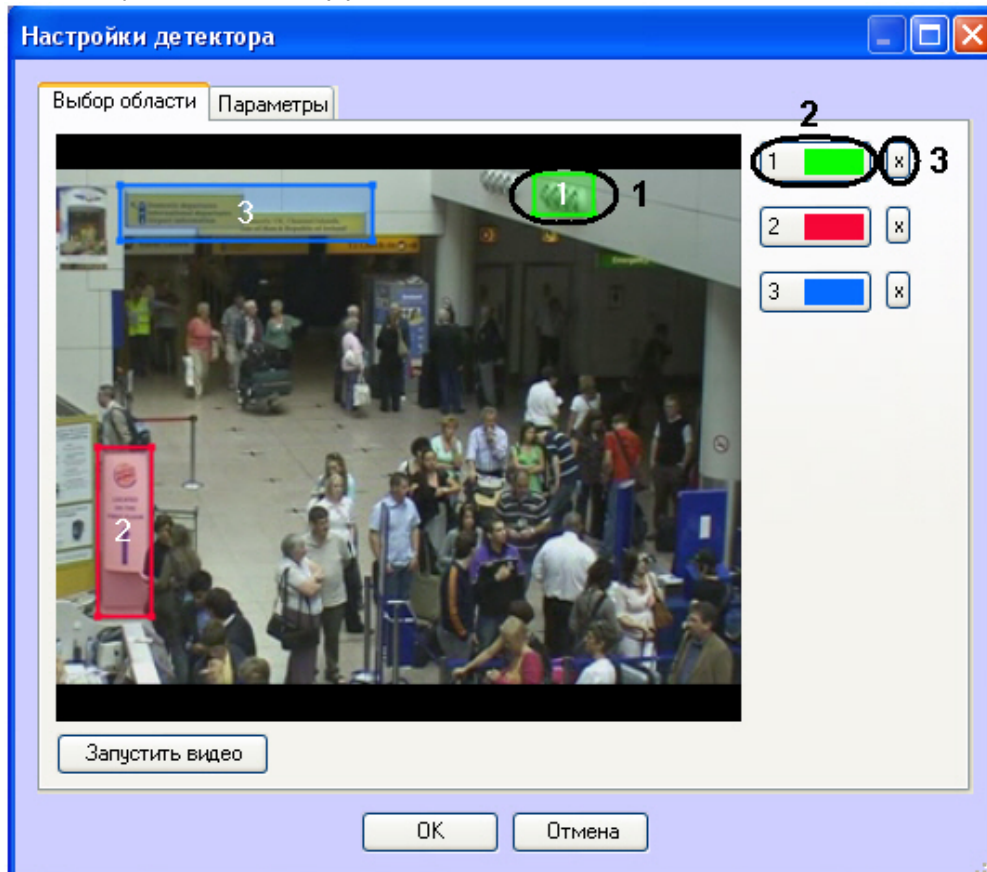 Настройки детектора
Выбор области Параметры
2
1 x 3
3
1 1
2 x
3 x
2
Запустить видео
OK Отмена